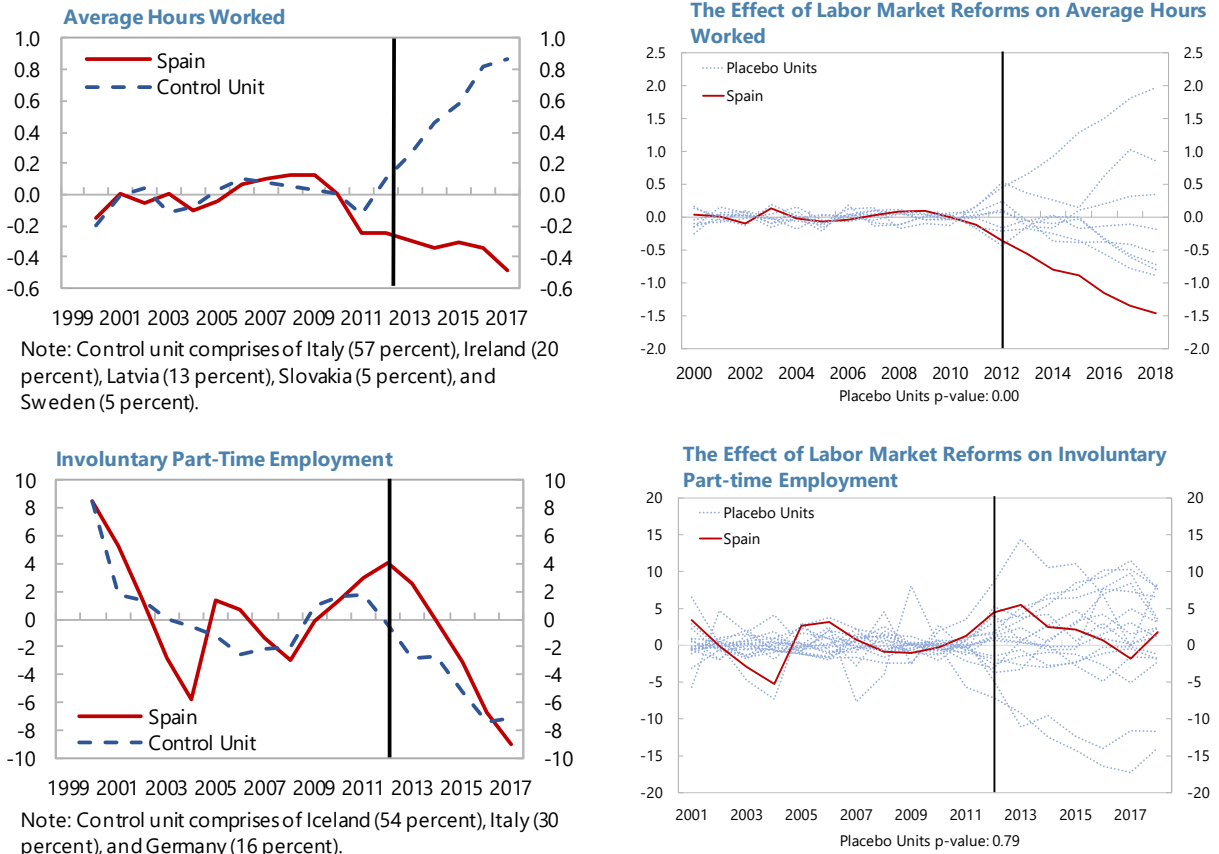 Average Hours Worked
1.0 1.0
0.8 0.8
0.6 0.6
0.4 0.4
0.2 0.2
0.0 0.0
-0.2 -0.2
-0.4 -0.4
-0.6 -0.6
Spain
Control Unit
1999 2001 2003 2005 2007 2009 2011 2013 2015 2017
Note: Control unit comprises of Italy (57 percent), Ireland (20
percent), Latvia (13 percent), Slovakia (5 percent), and
Sweden (5 percent).
The Effect of Labor Market Reforms on Average Hours
Worked
2.5 2.5
2.0 2.0
1.5 1.5
1.0 1.0
0.5 0.5
0.0 0.0
-0.5 -0.5
-1.0 -1.0
-1.5 -1.5
-2.0 -2.0
Placebo Units
Spain
2000 2002 2004 2006 2008 2010 2012 2014 2016 2018
Placebo Units p-value: 0.00
Involuntary Part-Time Employment
10 10
8 8
6 6
4 4
2 2
0 0
-2 -2
-4 -4
-6 -6
-8 -8
-10 -10
Spain
Control Unit
1999 2001 2003 2005 2007 2009 2011 2013 2015 2017
Note: Control unit comprises of Iceland (54 percent), Italy (30
percent), and Germany (16 percent).
The Effect of Labor Market Reforms on Involuntary
Part-time Employment
20 20
15 15
10 10
5 5
0 0
-5 -5
-10 -10
-15 -15
-20 -20
Placebo Units
Spain
2001 2003 2005 2007 2009 2011 2013 2015 2017
Placebo Units p-value: 0.79